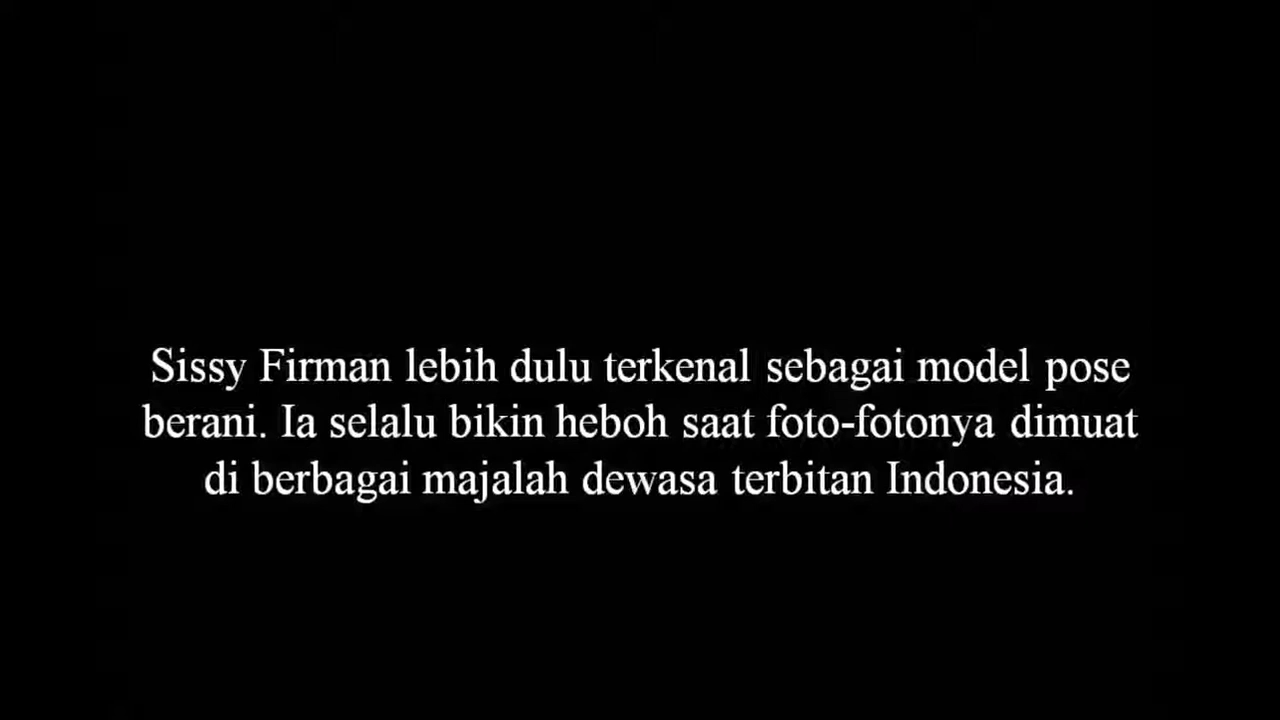 Sissy Firman lebih dulu terkenal sebagai model pose
berani. Ia selalu bikin heboh saat foto-fotonya dimuat
di berbagai majalah dewasa terbitan Indonesia.